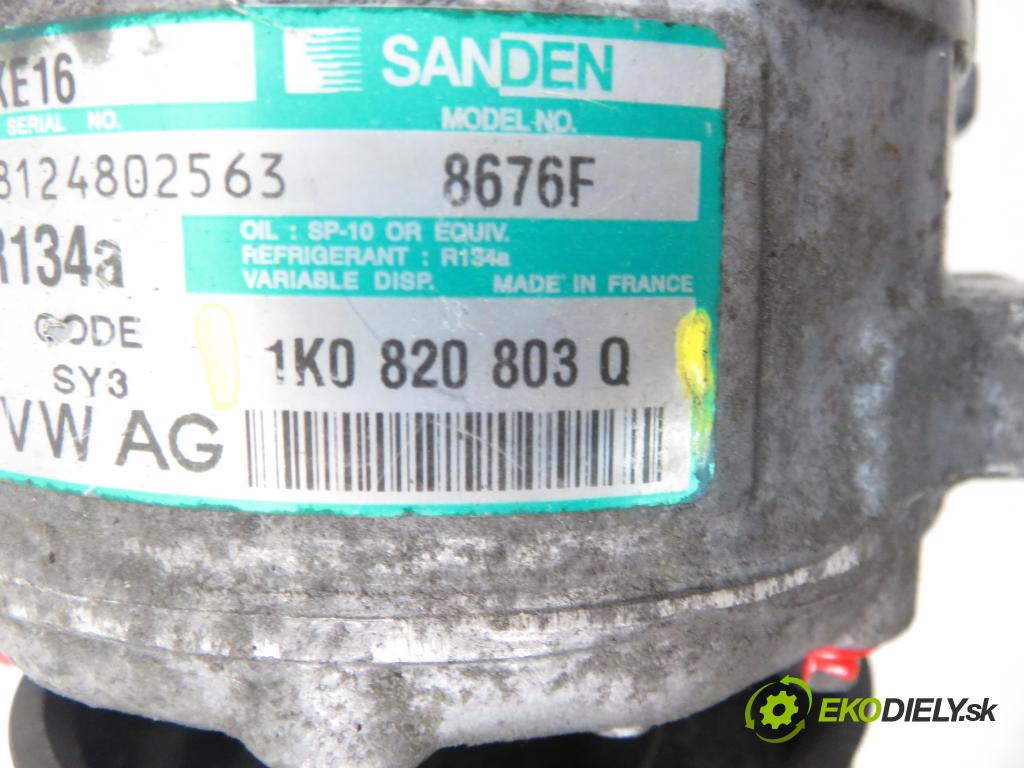 XE16
SANDEN
SERIAL NO.
MODEL NO.
8124802563
8676F
R134a
OIL : SP-10 OR EQUIV.
REFRIGERANT : R134a
VARIABLE DISP. MADE IN FRANCE
CODE
SY3
1K0 820 803 Q
VW AG
EKODIELY.sk